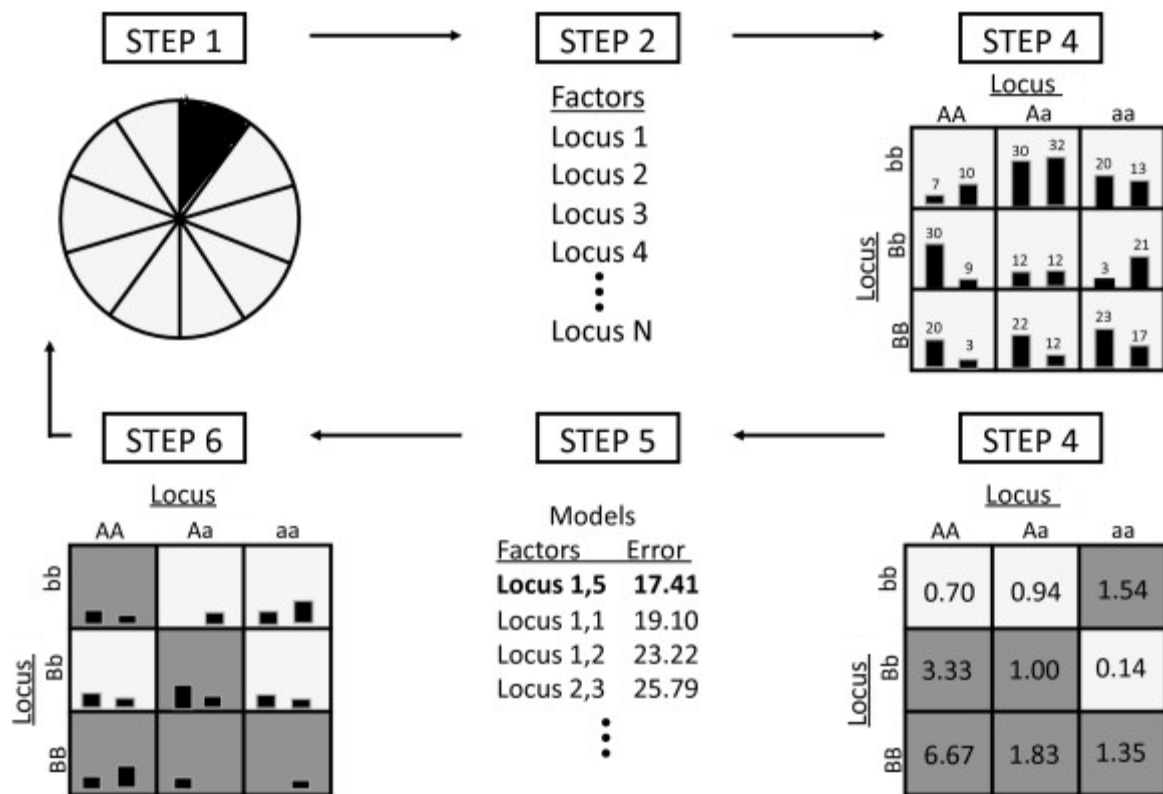 STEP 1
STEP 2
Factors
Locus 1
Locus 2
Locus 3
Locus 4
Locus N
STEP 4
Locus
AA Aa aa
bb
7 10 30 32 20 13
Locus
Bb
30 9 12 12 3 21
BB
20 3 22 12 23 17
STEP 6
Locus
AA Aa aa
bb
Locus
Bb
BB
STEP 5
Models
Factors Error
Locus 1,5 17.41
Locus 1,1 19.10
Locus 1,2 23.22
Locus 2,3 25.79
STEP 4
Locus
AA Aa aa
bb 0.70 0.94 1.54
Locus
Bb 3.33 1.00 0.14
BB 6.67 1.83 1.35